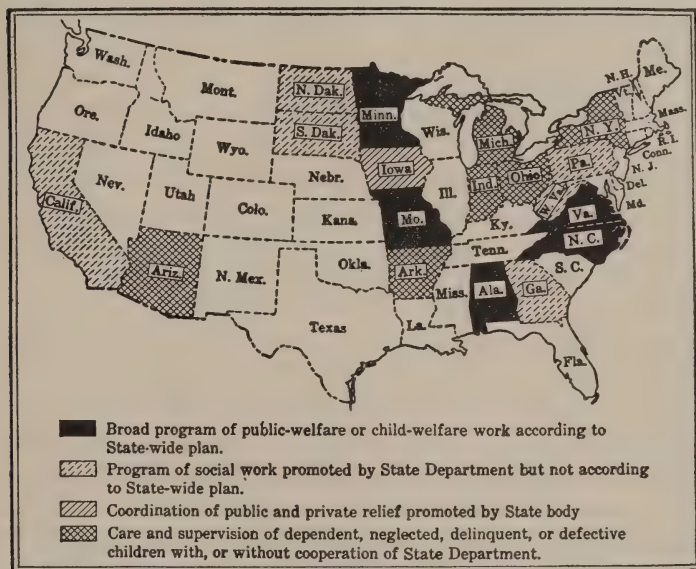 Wash.
Mont.
N. Dak.
Minn.
Ore.
Idaho
S. Dak.
Wyo.
Wis.
Mich.
N. H.
Vt.
Me.
Mass.
R. I.
Conn.
N. Y.
Pa.
N. J.
Del.
Md.
Iowa
Nebr.
Nev.
Utah
Colo.
Calif.
Ill.
Ind.
Ohio
W. Va.
Va.
Kana.
Mo.
Ky.
N. C.
Tenn.
Ariz.
N. Mex.
Okla.
Ark.
S. C.
Miss.
Ala.
Ga.
Texas
La.
Fla.
Broad program of public-welfare or child-welfare work according to
State-wide plan.
Program of social work promoted by State Department but not according
to State-wide plan.
Coordination of public and private relief promoted by State body
Care and supervision of dependent, neglected, delinquent, or defective
children with, or without cooperation of State Department.